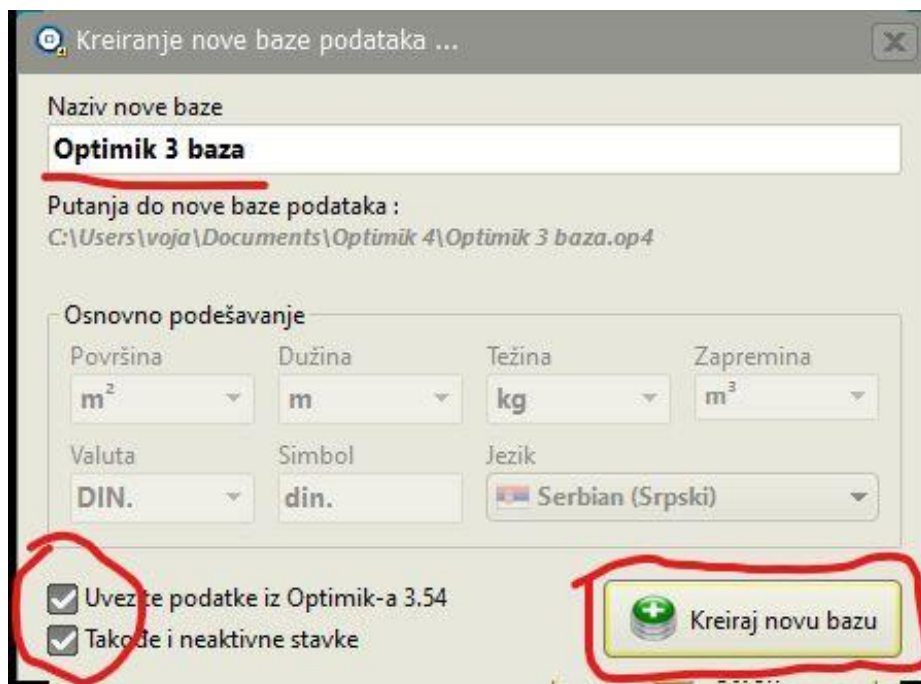 Kreiranje nove baze podataka ...
Naziv nove baze
Optimik 3 baza
Putanja do nove baze podataka :
C:\Users\voja\Documents\Optimik 4\Optimik 3 baza.op4
Osnovno podešavanje
Površina Dužina Težina Zapremina
m² m kg m³
Valuta Simbol Jezik
DIN. din. Serbian (Srpski)
Uvezite podatke iz Optimik-a 3.54
Takođe i neaktivne stavke
Kreiraj novu bazu